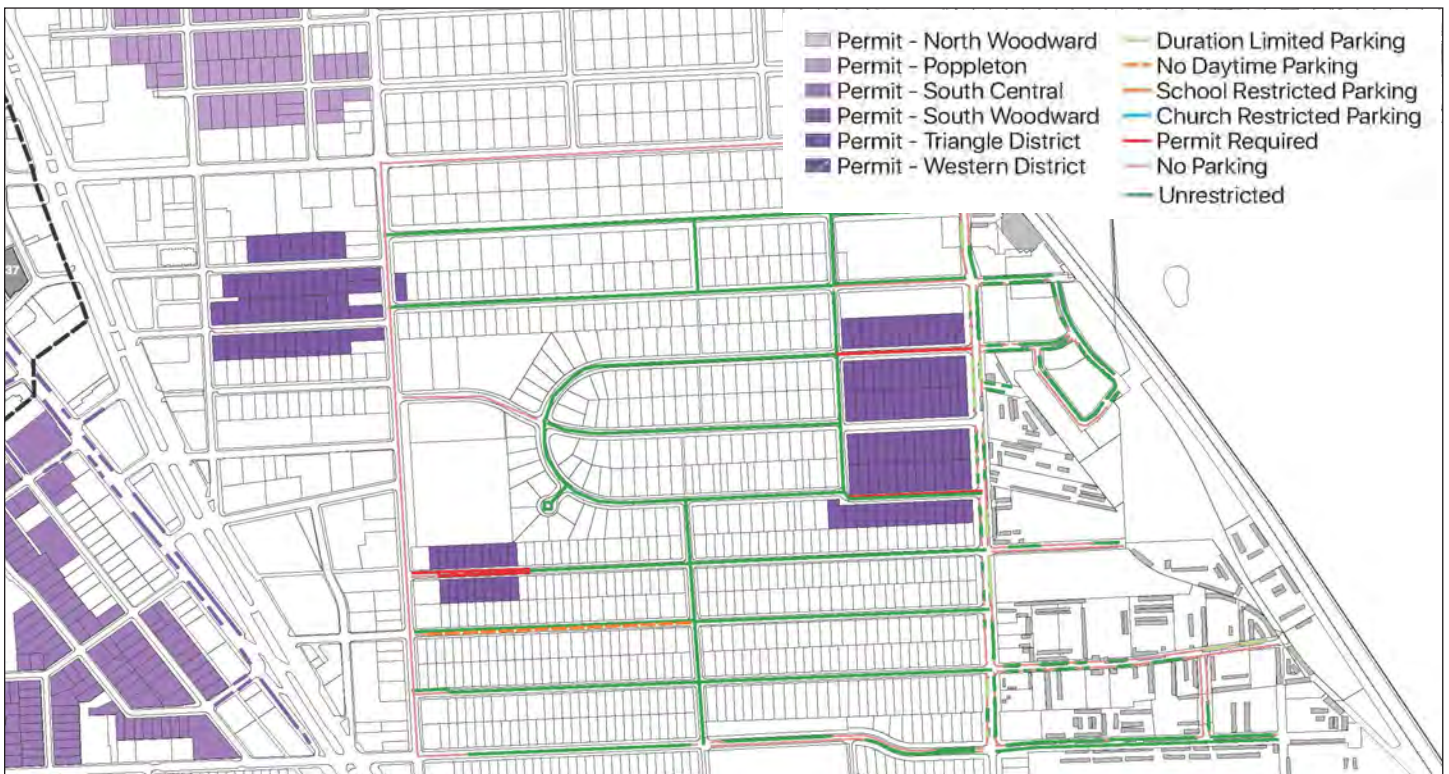 Permit - North Woodward
Permit - Poppleton
Permit - South Central
Permit - South Woodward
Permit - Triangle District
Permit - Western District
Duration Limited Parking
No Daytime Parking
School Restricted Parking
Church Restricted Parking
Permit Required
No Parking
Unrestricted
37